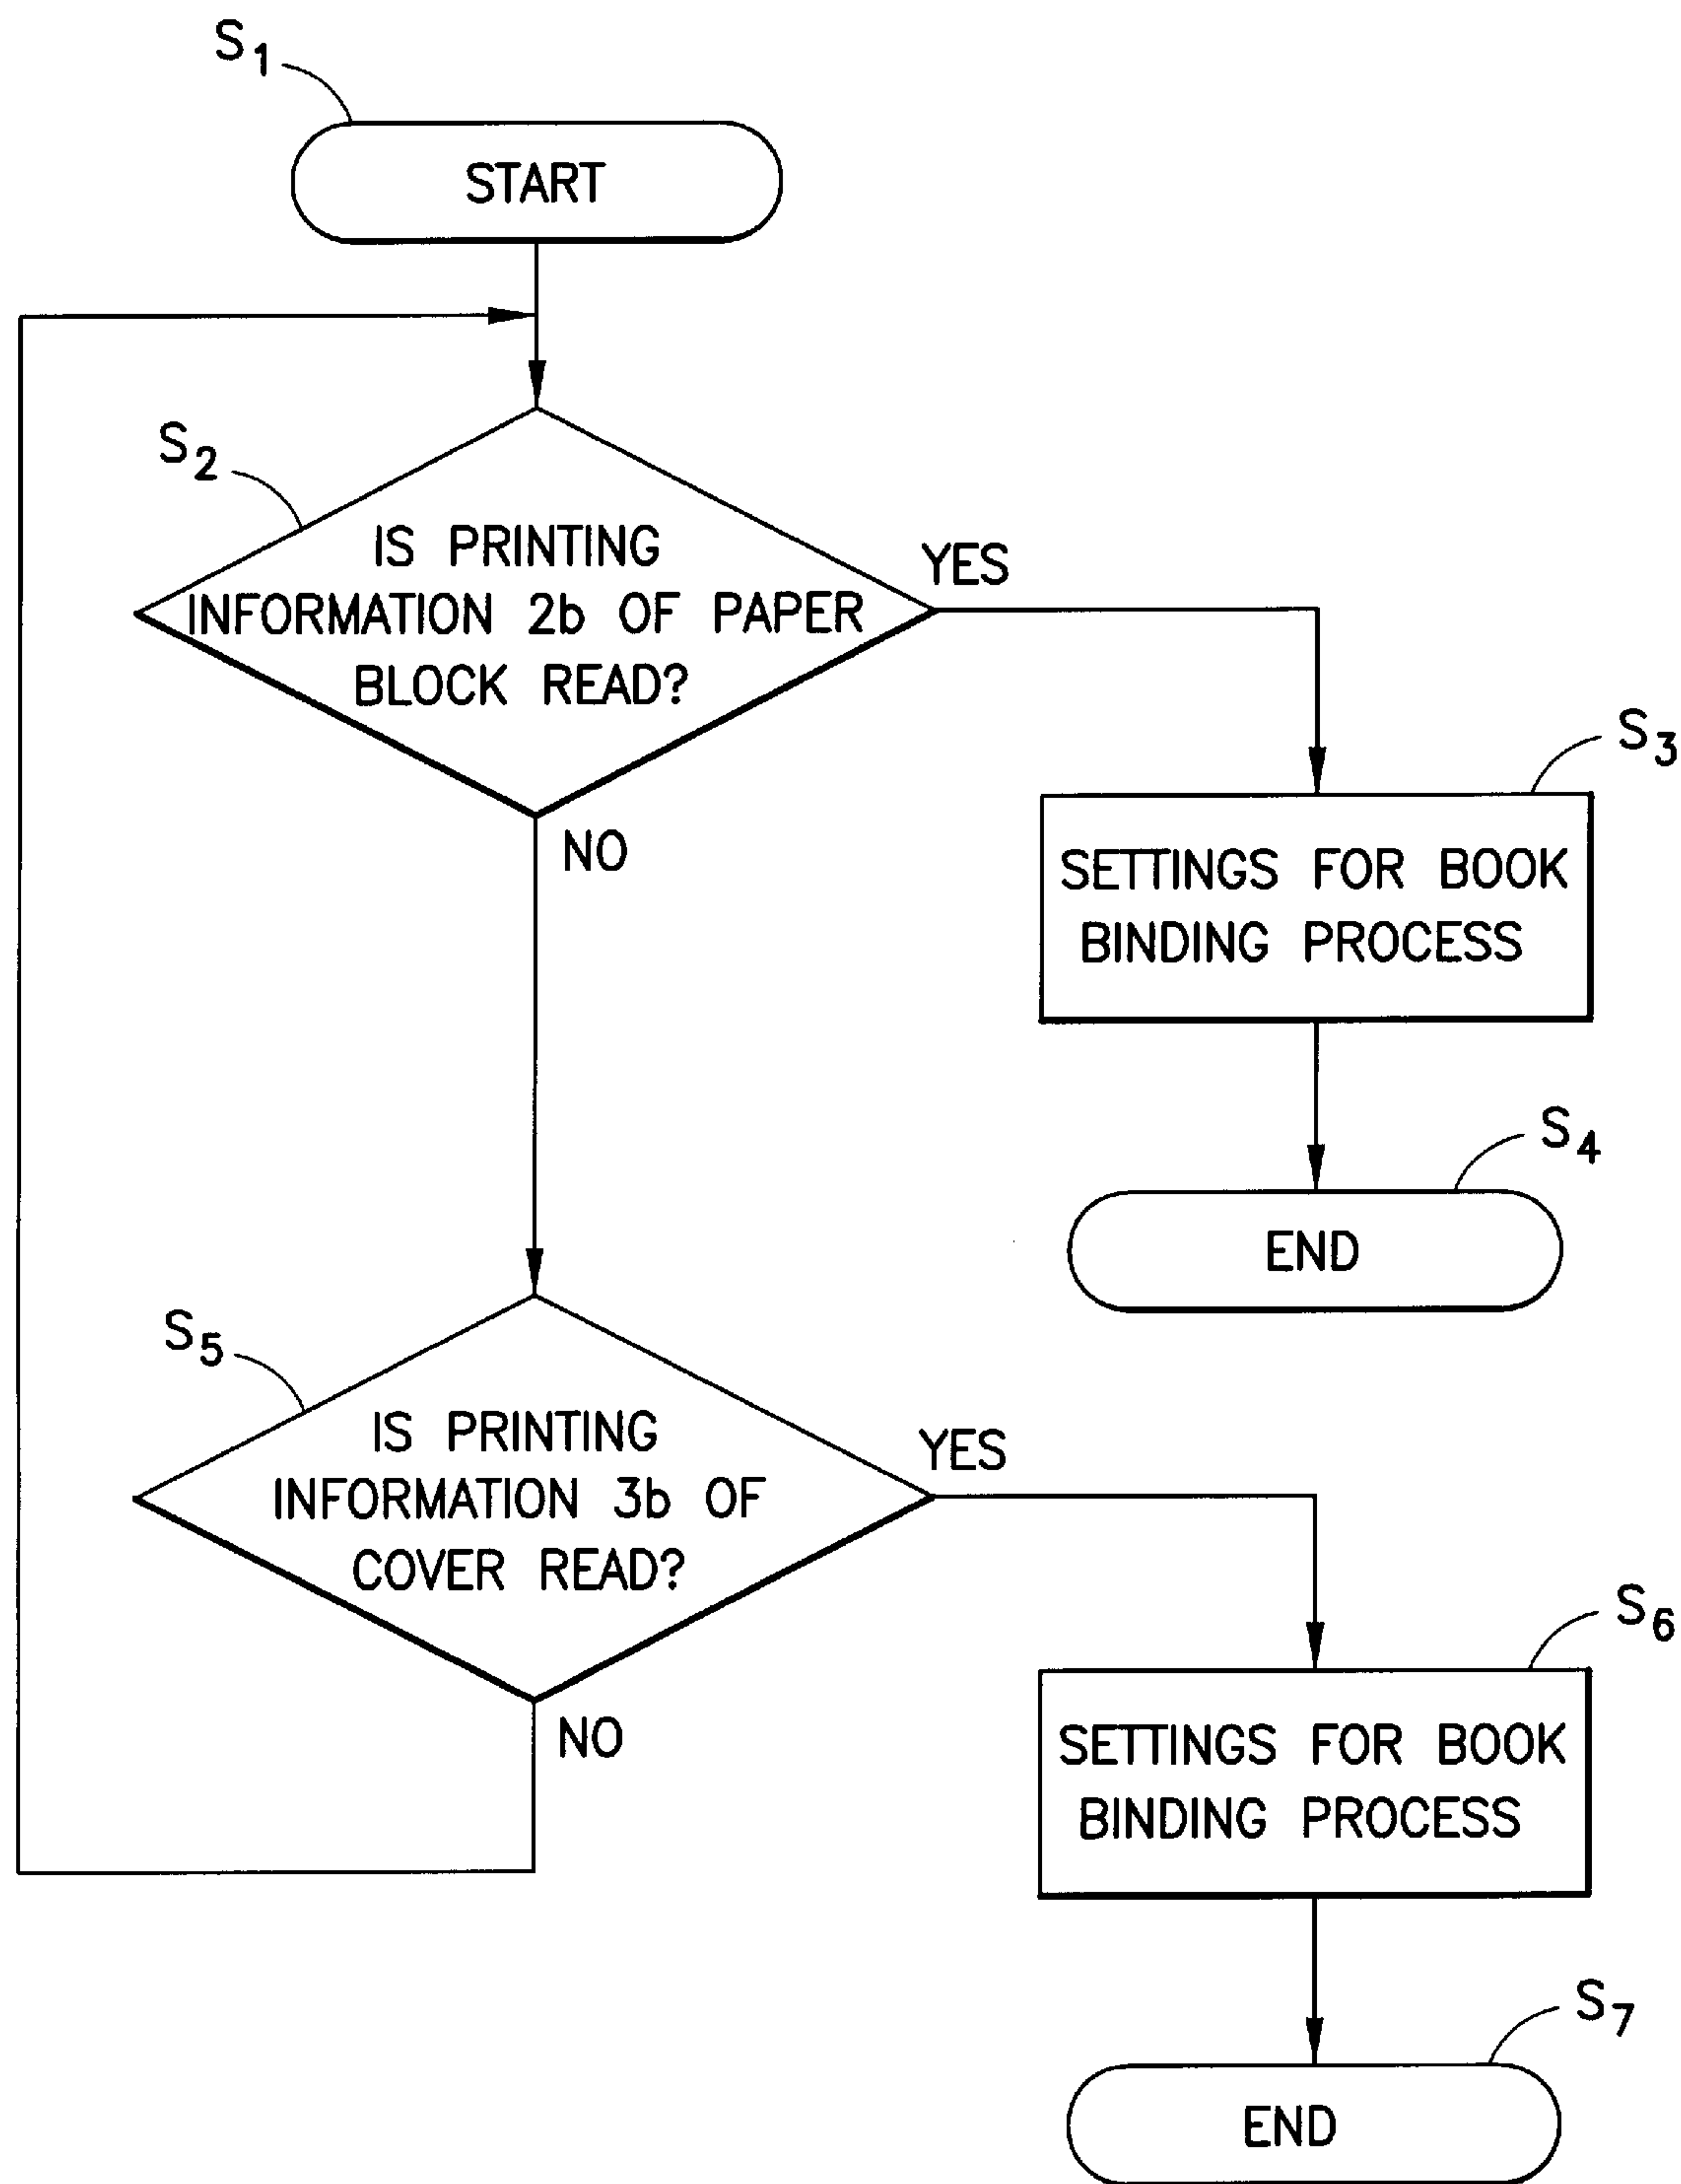 S1
START
S2
IS PRINTING
INFORMATION 2b OF PAPER
BLOCK READ?
YES
NO
S3
SETTINGS FOR BOOK
BINDING PROCESS
S4
END
S5
IS PRINTING
INFORMATION 3b OF
COVER READ?
YES
NO
S6
SETTINGS FOR BOOK
BINDING PROCESS
S7
END